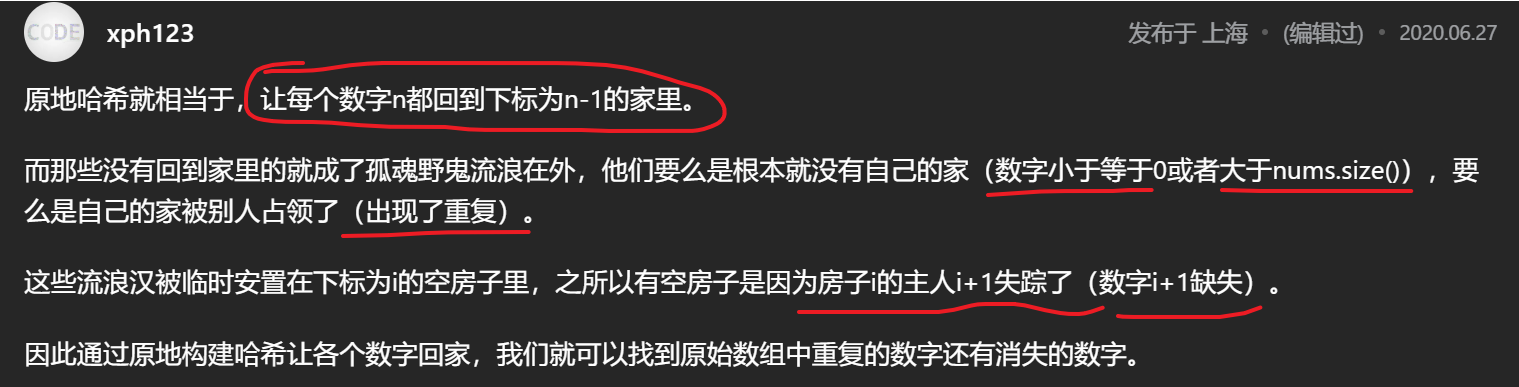 CODE
xph123
发布于 上海 • (编辑过) • 2020.06.27
原地哈希就相当于，让每个数字n都回到下标为n-1的家里。
而那些没有回到家里的就成了孤魂野鬼流浪在外，他们要么是根本就没有自己的家（数字小于等于0或者大于nums.size()），要
么是自己的家被别人占领了（出现了重复）。
这些流浪汉被临时安置在下标为i的空房子里，之所以有空房子是因为房子i的主人i+1失踪了（数字i+1缺失）。
因此通过原地构建哈希让各个数字回家，我们就可以找到原始数组中重复的数字还有消失的数字。